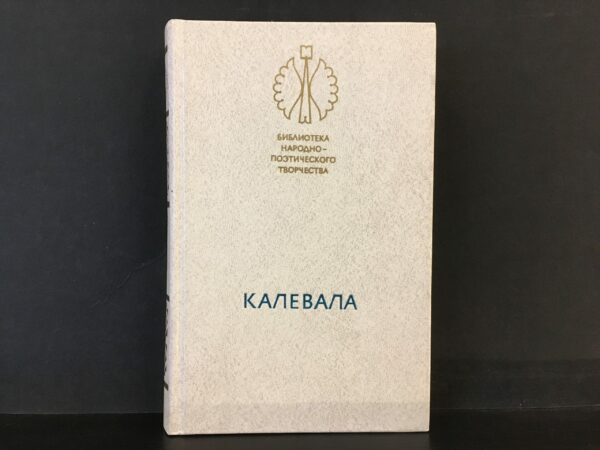 БИБЛИОТЕКА
НАРОДНО-
ПОЭТИЧЕСКОГО
ТВОРЧЕСТВА
КАЛЕВАЛА